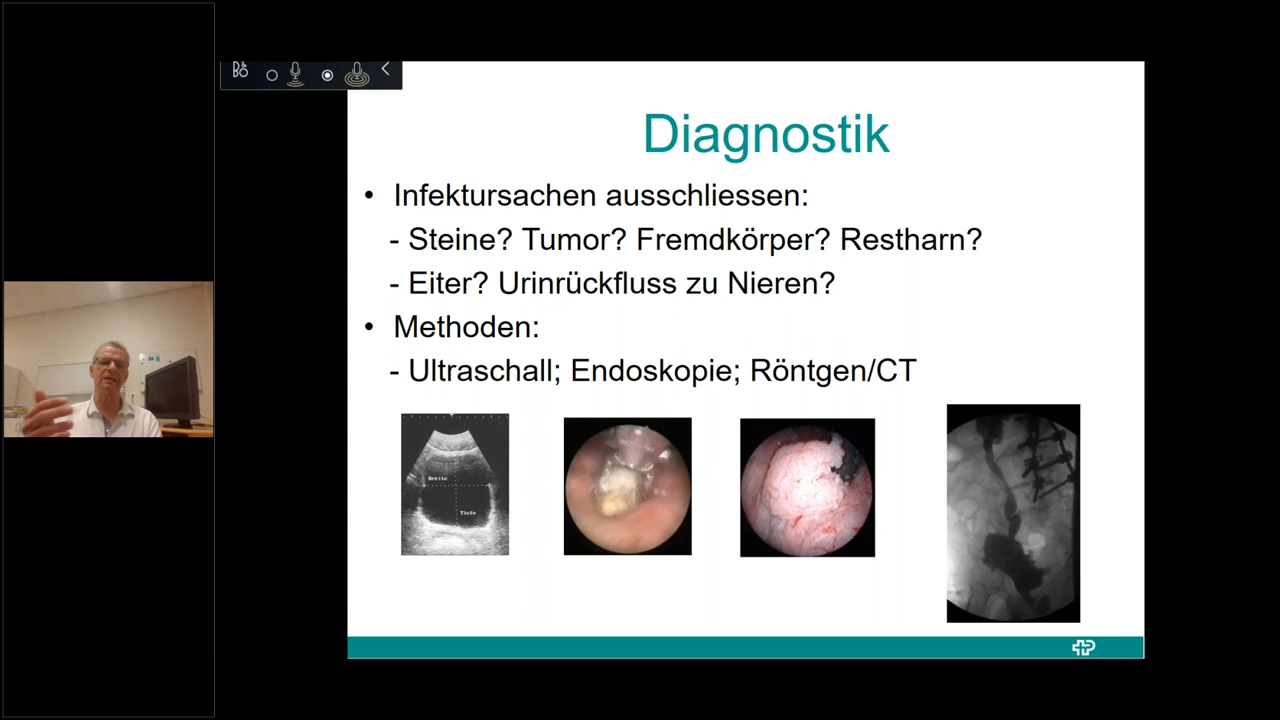 Diagnostik
• Infektursachen ausschliessen:
- Steine? Tumor? Fremdkörper? Restharn?
- Eiter? Urinrückfluss zu Nieren?
• Methoden:
- Ultraschall; Endoskopie; Röntgen/CT
Breite
Tiefe